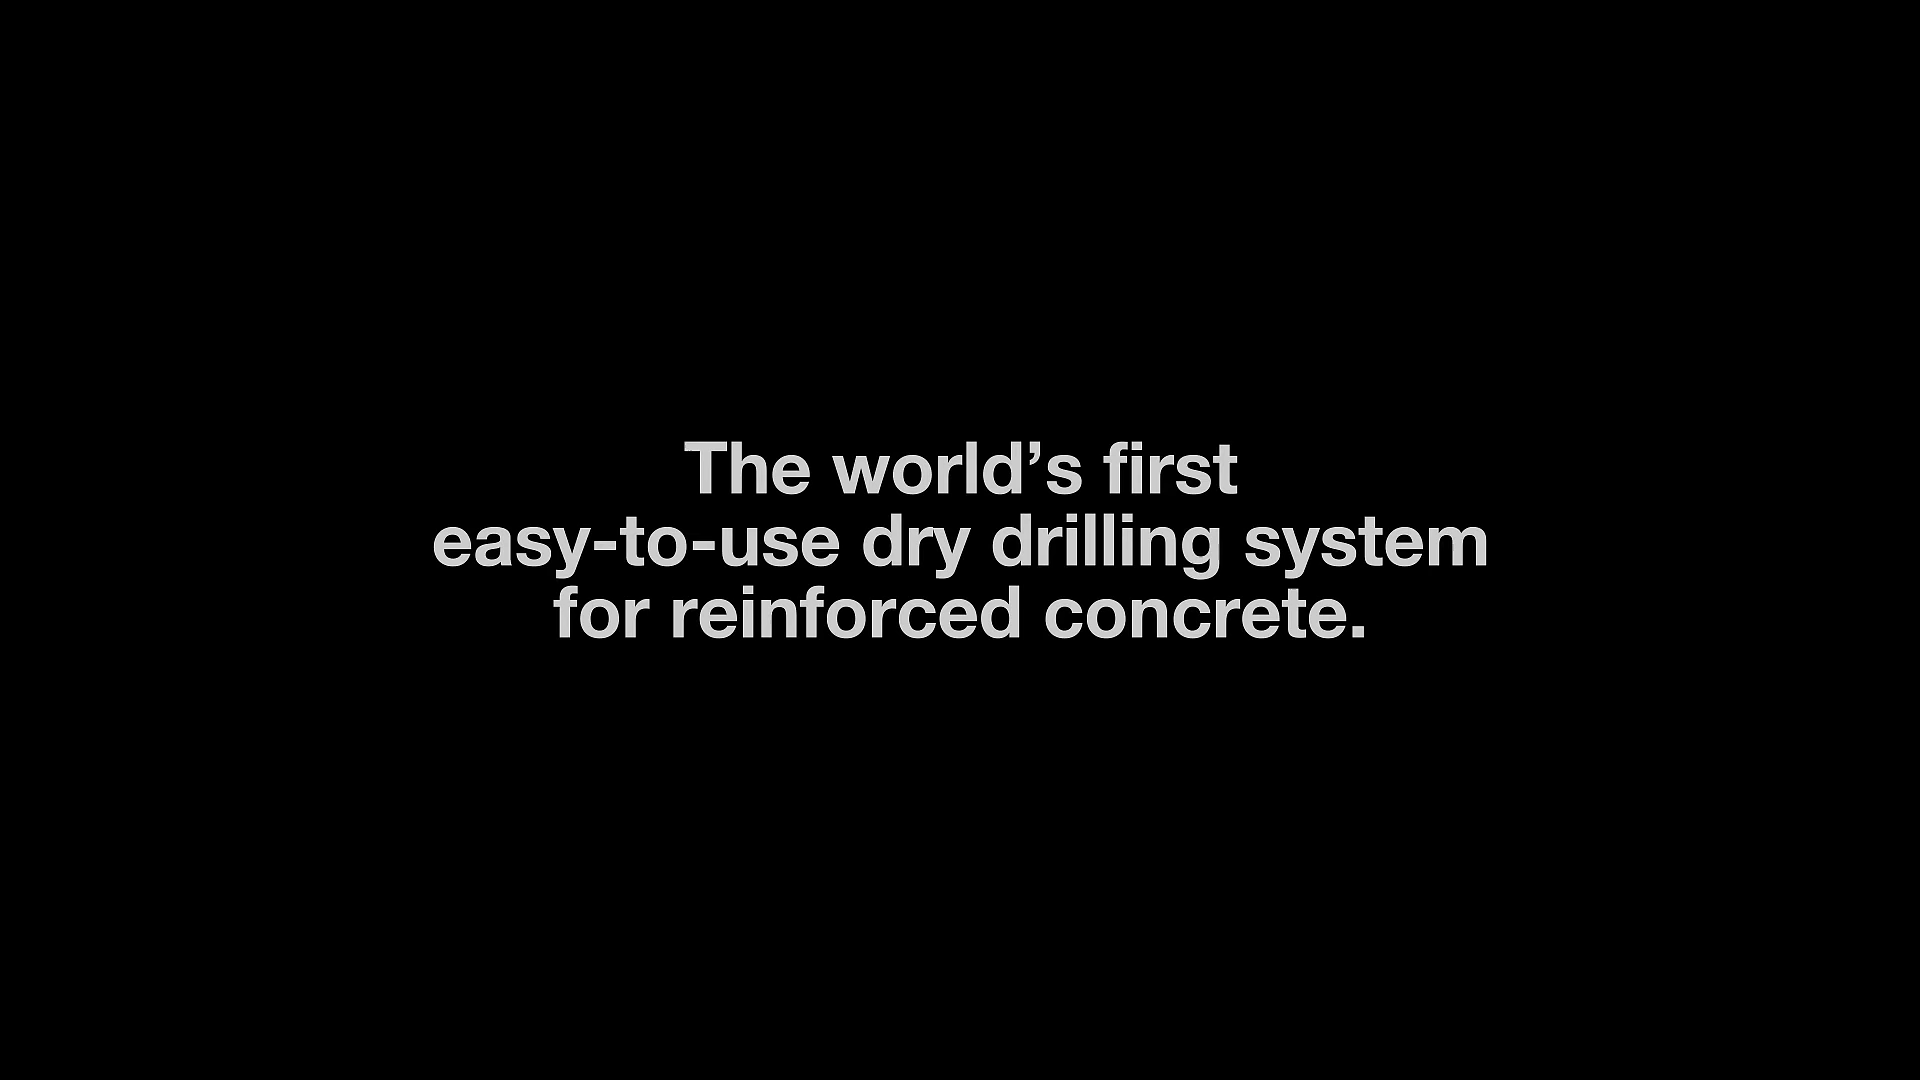 The world’s first
easy-to-use dry drilling system
for reinforced concrete.